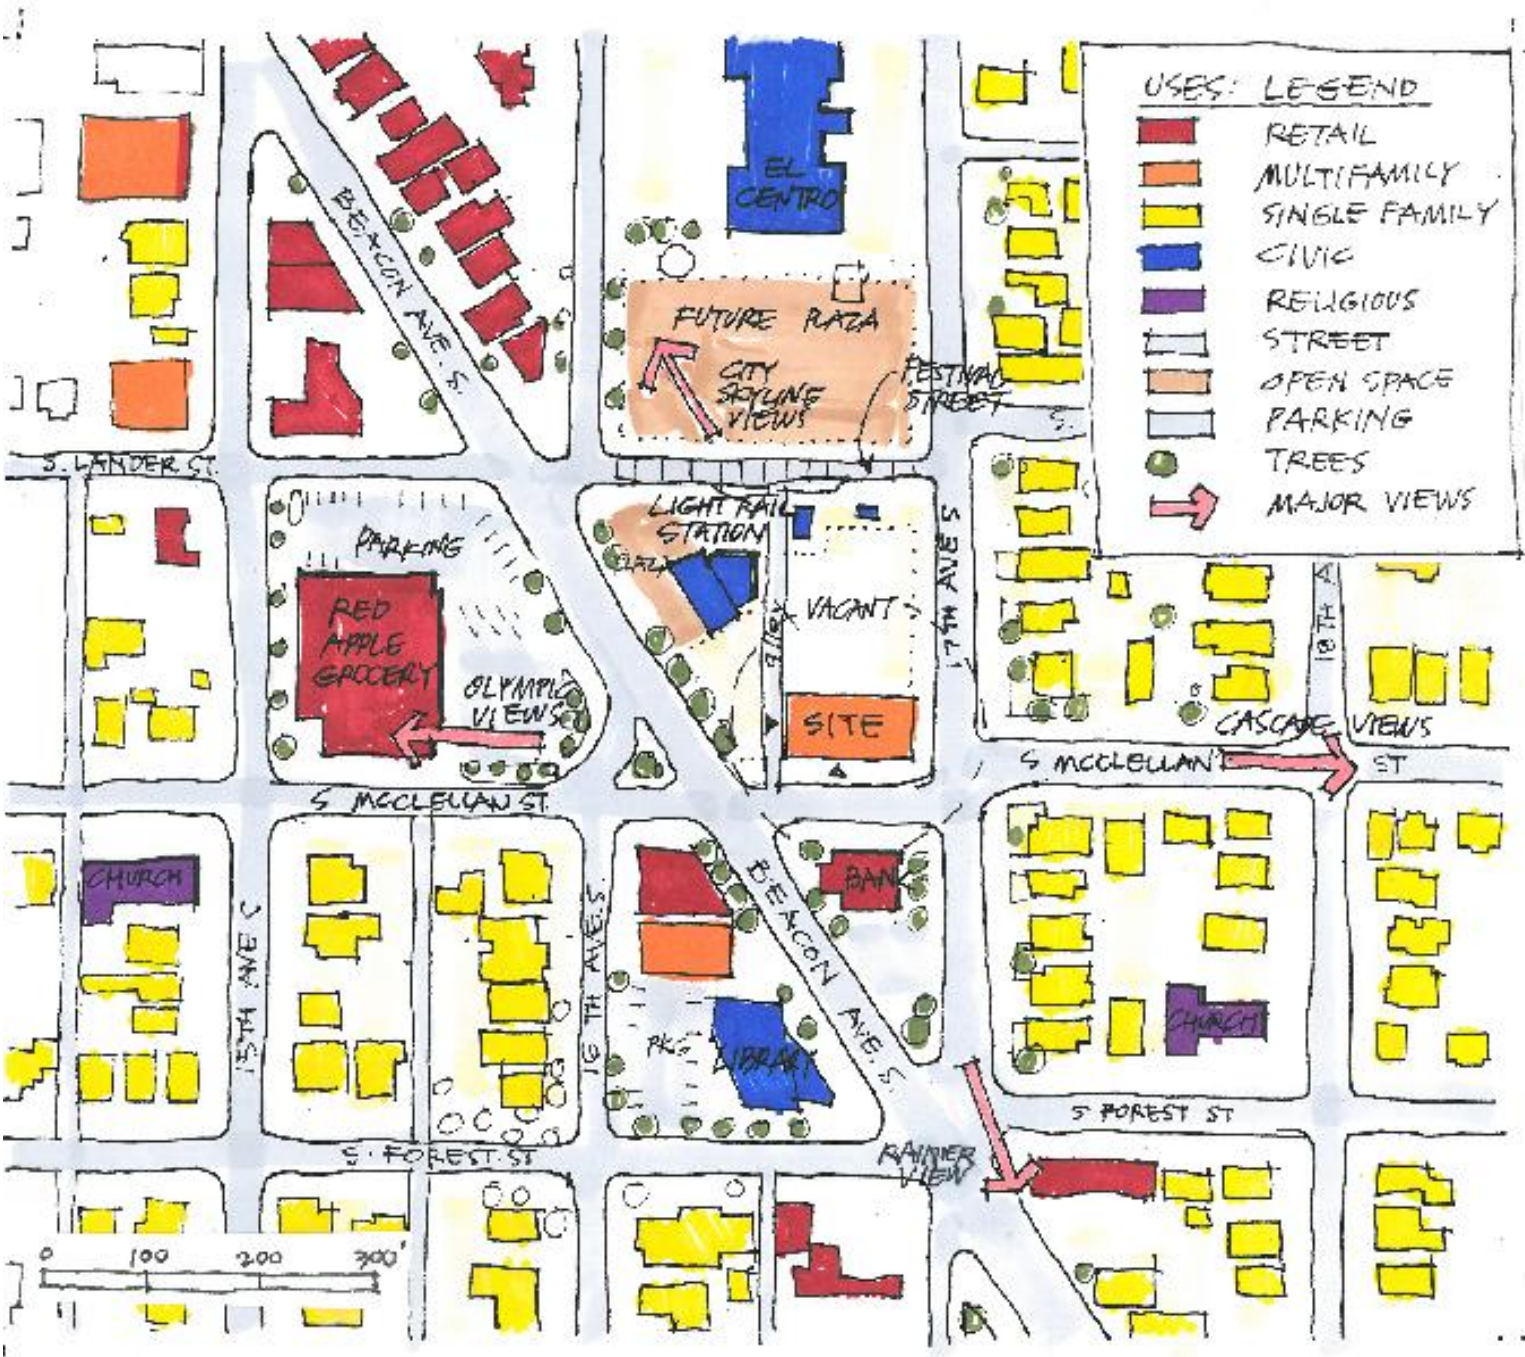 USES: LEGEND
RETAIL
MULTIFAMILY
SINGLE FAMILY
CIVIC
RELIGIOUS
STREET
OPEN SPACE
PARKING
TREES
MAJOR VIEWS
EL
CENTRO
BEACON AVE. S.
FUTURE PLAZA
CITY
SKYLINE
VIEWS
FESTIVAL
STREET
S.
S. LANDER ST.
LIGHT RAIL
STATION
PLAZA
PARKING
RED
APPLE
GROCERY
OLYMPIC
VIEWS
VACANT
17TH AVE S
18TH A
SITE
CASCADE VIEWS
S MCCLELLAN
ST
S MCCLELLAN ST.
CHURCH
BAN
BEACON AVE. S
15TH AVE S
16TH AVE. S
PKG
LIBRARY
CHURCH
S FOREST ST
S. FOREST ST
RAINIER
VIEW
0 100 200 300'